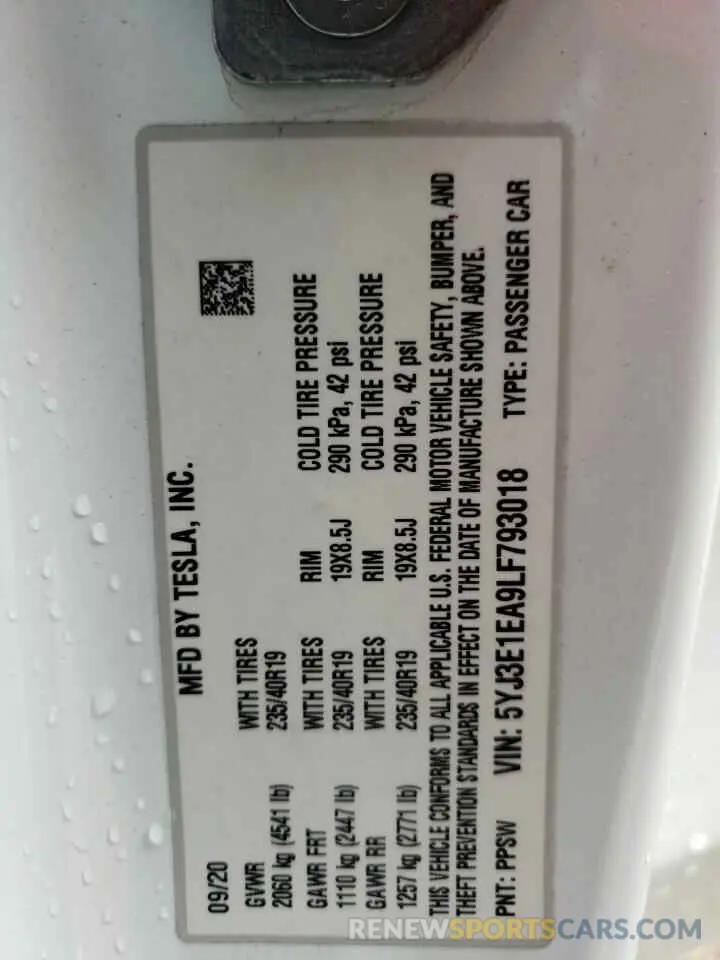 MFD BY TESLA, INC.
09/20
GVWR WITH TIRES
2060 kg (4541 lb) 235/40R19
GAWR FRT WITH TIRES RIM COLD TIRE PRESSURE
1110 kg (2447 lb) 235/40R19 19X8.5J 290 kPa, 42 psi
GAWR RR WITH TIRES RIM COLD TIRE PRESSURE
1257 kg (2771 lb) 235/40R19 19X8.5J 290 kPa, 42 psi
THIS VEHICLE CONFORMS TO ALL APPLICABLE U.S. FEDERAL MOTOR VEHICLE SAFETY, BUMPER, AND
THEFT PREVENTION STANDARDS IN EFFECT ON THE DATE OF MANUFACTURE SHOWN ABOVE.
PNT: PPSW VIN: 5YJ3E1EA9LF793018 TYPE: PASSENGER CAR
RENEWSPORTSCARS.COM